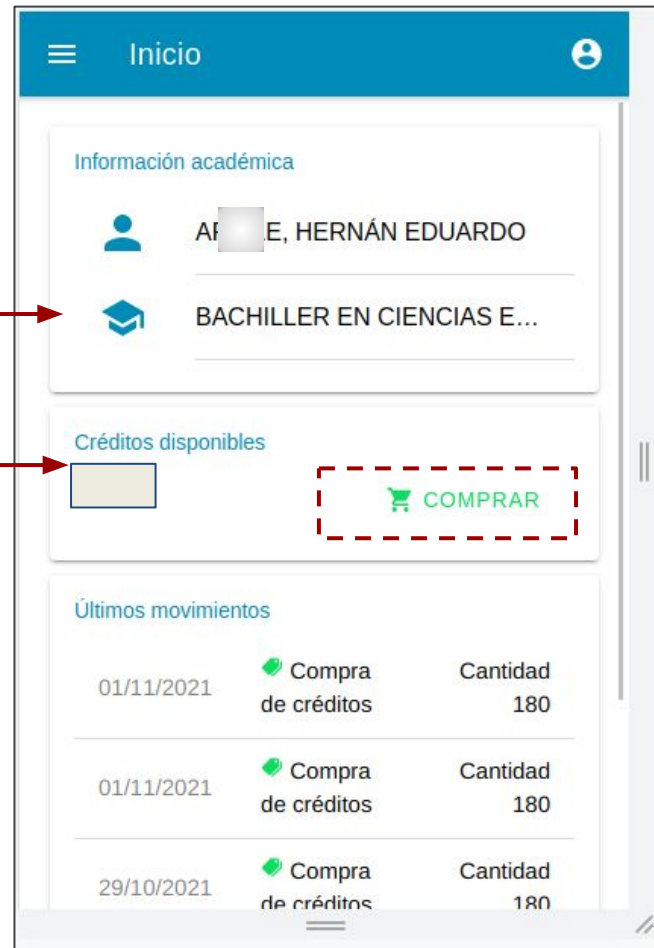 Inicio
Información académica
E, HERNÁN EDUARDO
BACHILLER EN CIENCIAS E...
Créditos disponibles
COMPRAR
Últimos movimientos
01/11/2021 Compra de créditos Cantidad 180
01/11/2021 Compra de créditos Cantidad 180
29/10/2021 Compra de créditos Cantidad 180